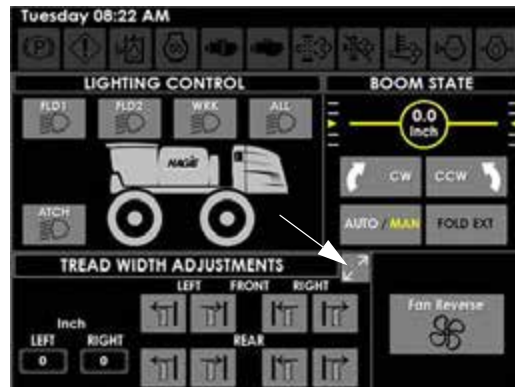 Tuesday 08:22 AM
LIGHTING CONTROL
BOOM STATE
FLD1 FLD2 WRK ALL
0.0
Inch
HAGIE
CW CCW
ATCH
AUTO / MAN FOLD EXT
TREAD WIDTH ADJUSTMENTS
LEFT FRONT RIGHT
Fan Reverse
Inch
LEFT RIGHT
REAR
0 0